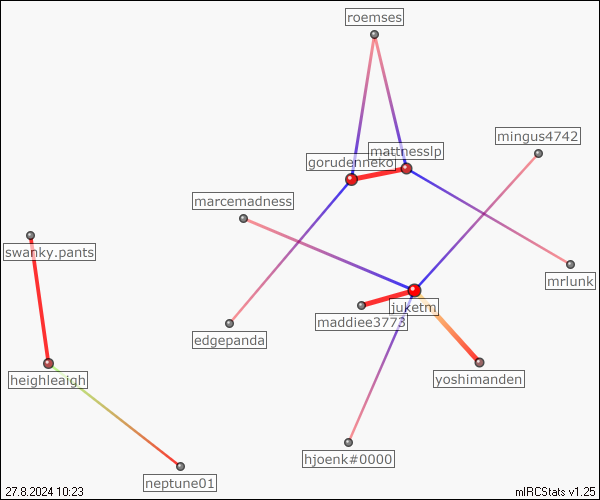 roemses
mingus4742
mattnesslp
gorudenneko
marcemadness
swanky.pants
mrlunk
juketm
maddiee3773
edgepanda
heighleaigh
yoshimanden
hjoenk#0000
neptune01
27.8.2024 10:23
mIRCStats v1.25